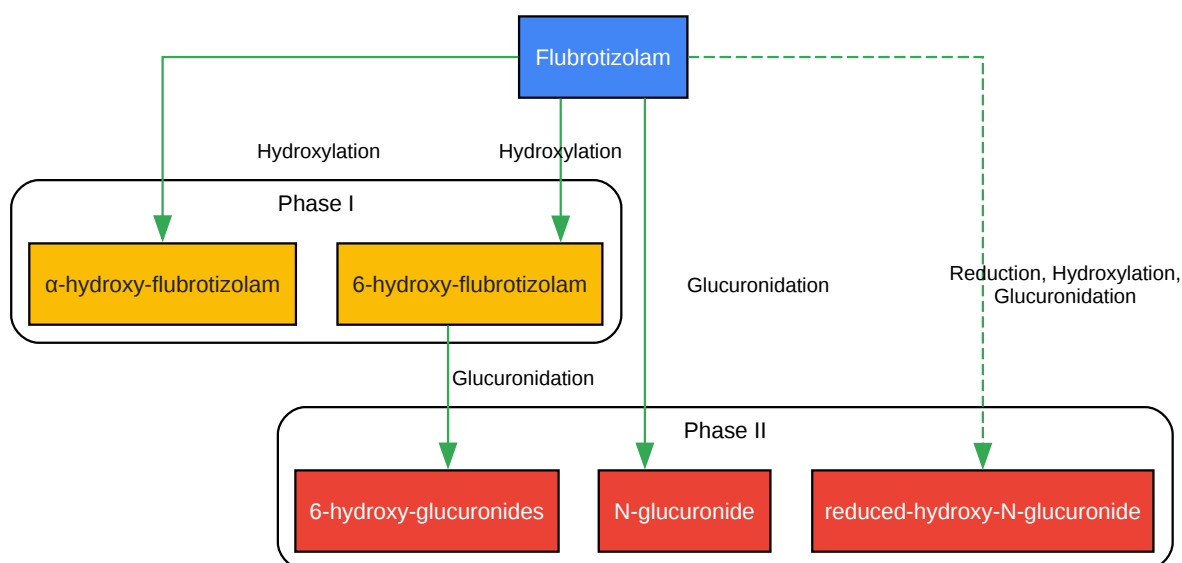 Flubrotizolam
Hydroxylation
Hydroxylation
Phase I
α-hydroxy-flubrotizolam
6-hydroxy-flubrotizolam
Glucuronidation
Reduction, Hydroxylation,
Glucuronidation
Glucuronidation
Phase II
6-hydroxy-glucuronides
N-glucuronide
reduced-hydroxy-N-glucuronide